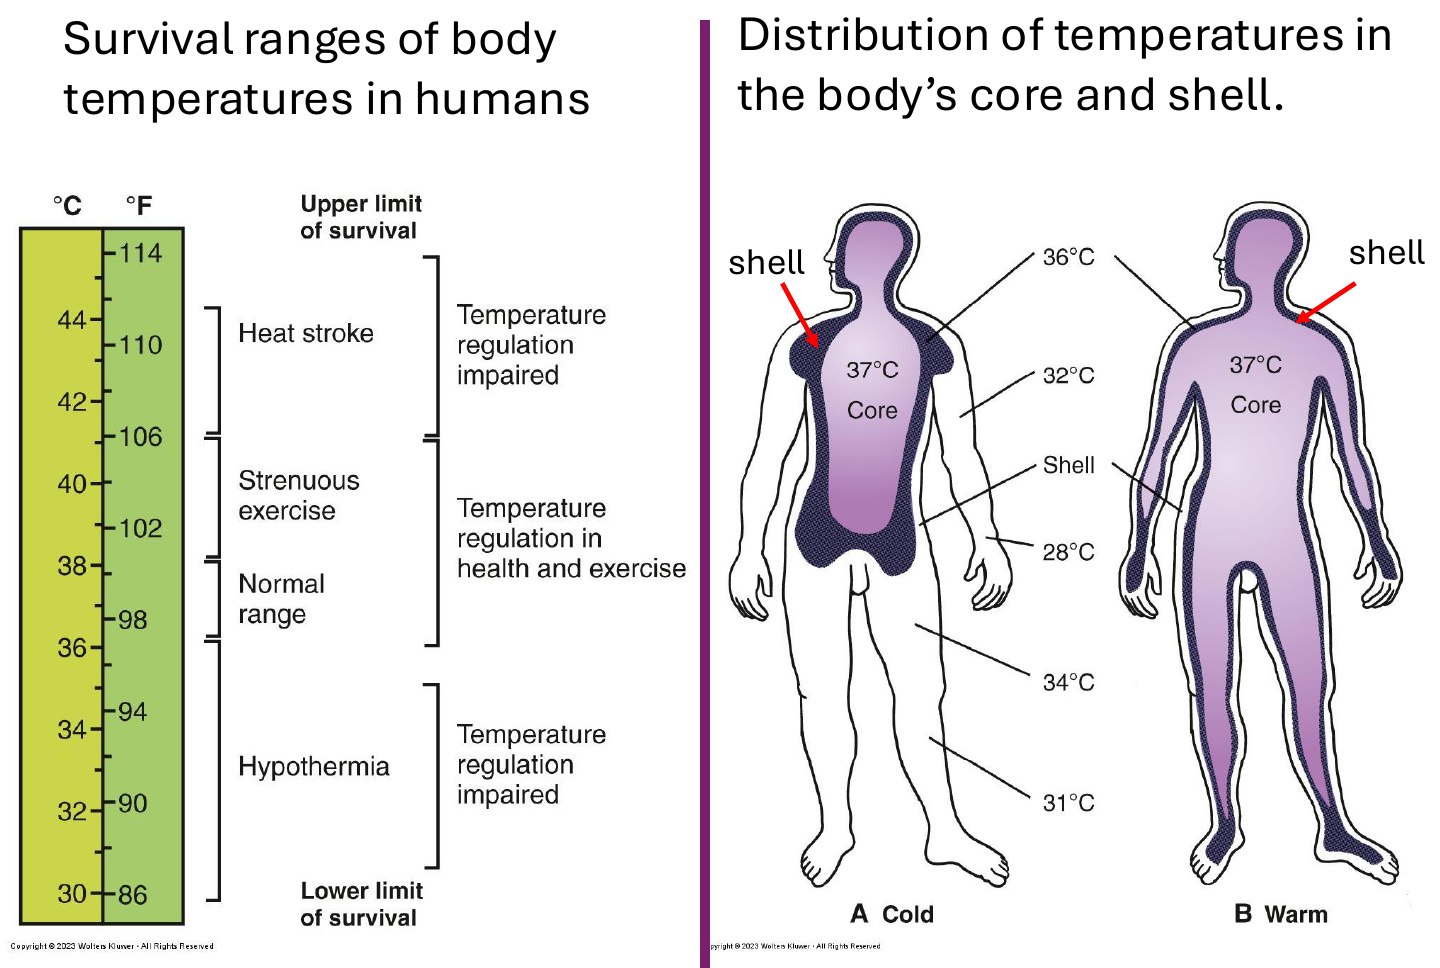 Survival ranges of body
temperatures in humans
°C
°F
Upper limit
of survival
114
44
110
42
106
40
102
38
98
36
94
34
90
32
30
86
Heat stroke
Strenuous
exercise
Normal
range
Hypothermia
Temperature
regulation
impaired
Temperature
regulation in
health and exercise
Temperature
regulation
impaired
Lower limit
of survival
Copyright © 2023 Wolters Kluwer · All Rights Reserved
Distribution of temperatures in
the body’s core and shell.
shell
36°C
shell
37°C
Core
32°C
37°C
Core
Shell
28°C
34°C
31°C
A Cold
B Warm
pyright © 2023 Wolters Kluwer · All Rights Reserved